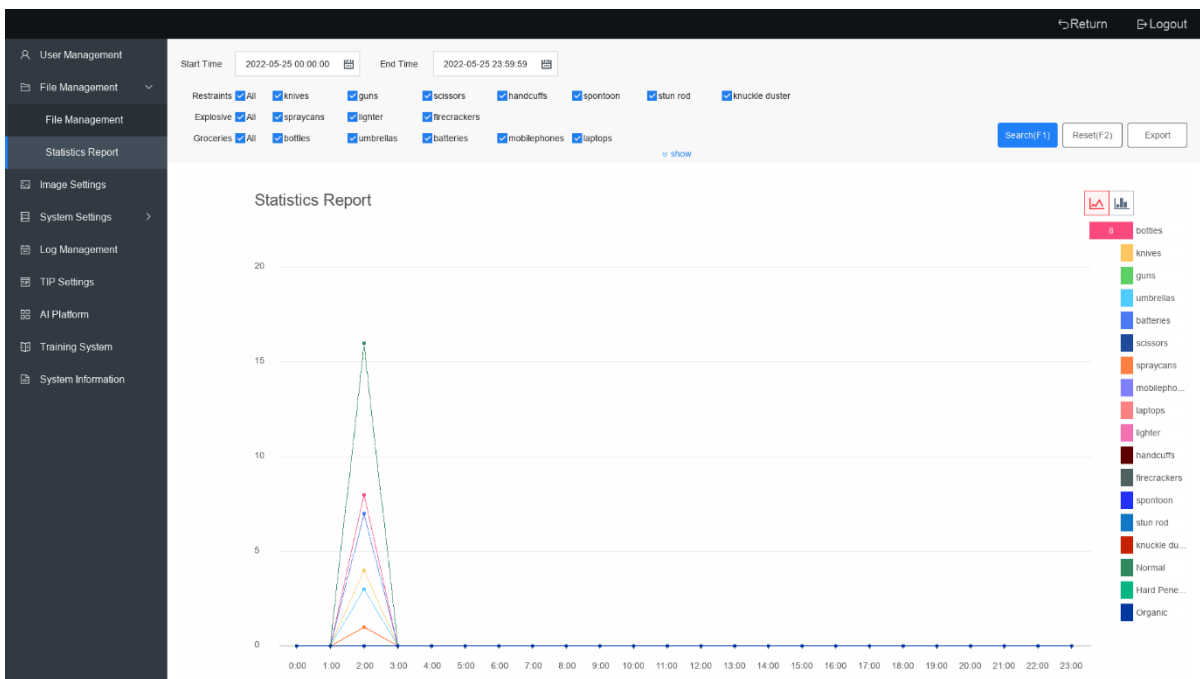 Return Logout
User Management
File Management
File Management
Statistics Report
Image Settings
System Settings
Log Management
TIP Settings
AI Platform
Training System
System Information
Start Time 2022-05-25 00:00:00 End Time 2022-05-25 23:59:59
Restraints All knives guns scissors handcuffs spontoon stun rod knuckle duster
Explosive All spraycans lighter firecrackers
Groceries All bottles umbrellas batteries mobilephones laptops
Search(F1) Reset(F2) Export
show
Statistics Report
8 bottles
knives
guns
umbrellas
batteries
scissors
spraycans
mobilepho...
laptops
lighter
handcuffs
firecrackers
spontoon
stun rod
knuckle du...
Normal
Hard Pene...
Organic
20
15
10
5
0
0:00 1:00 2:00 3:00 4:00 5:00 6:00 7:00 8:00 9:00 10:00 11:00 12:00 13:00 14:00 15:00 16:00 17:00 18:00 19:00 20:00 21:00 22:00 23:00